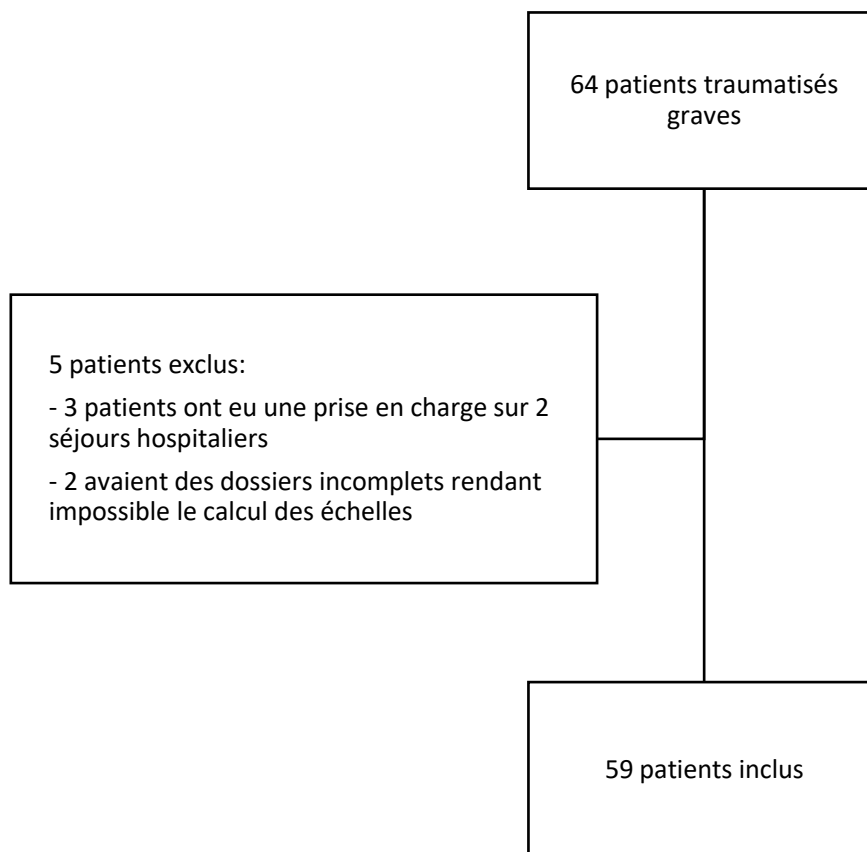 64 patients traumatisés
graves
5 patients exclus:
- 3 patients ont eu une prise en charge sur 2
séjours hospitaliers
- 2 avaient des dossiers incomplets rendant
impossible le calcul des échelles
59 patients inclus